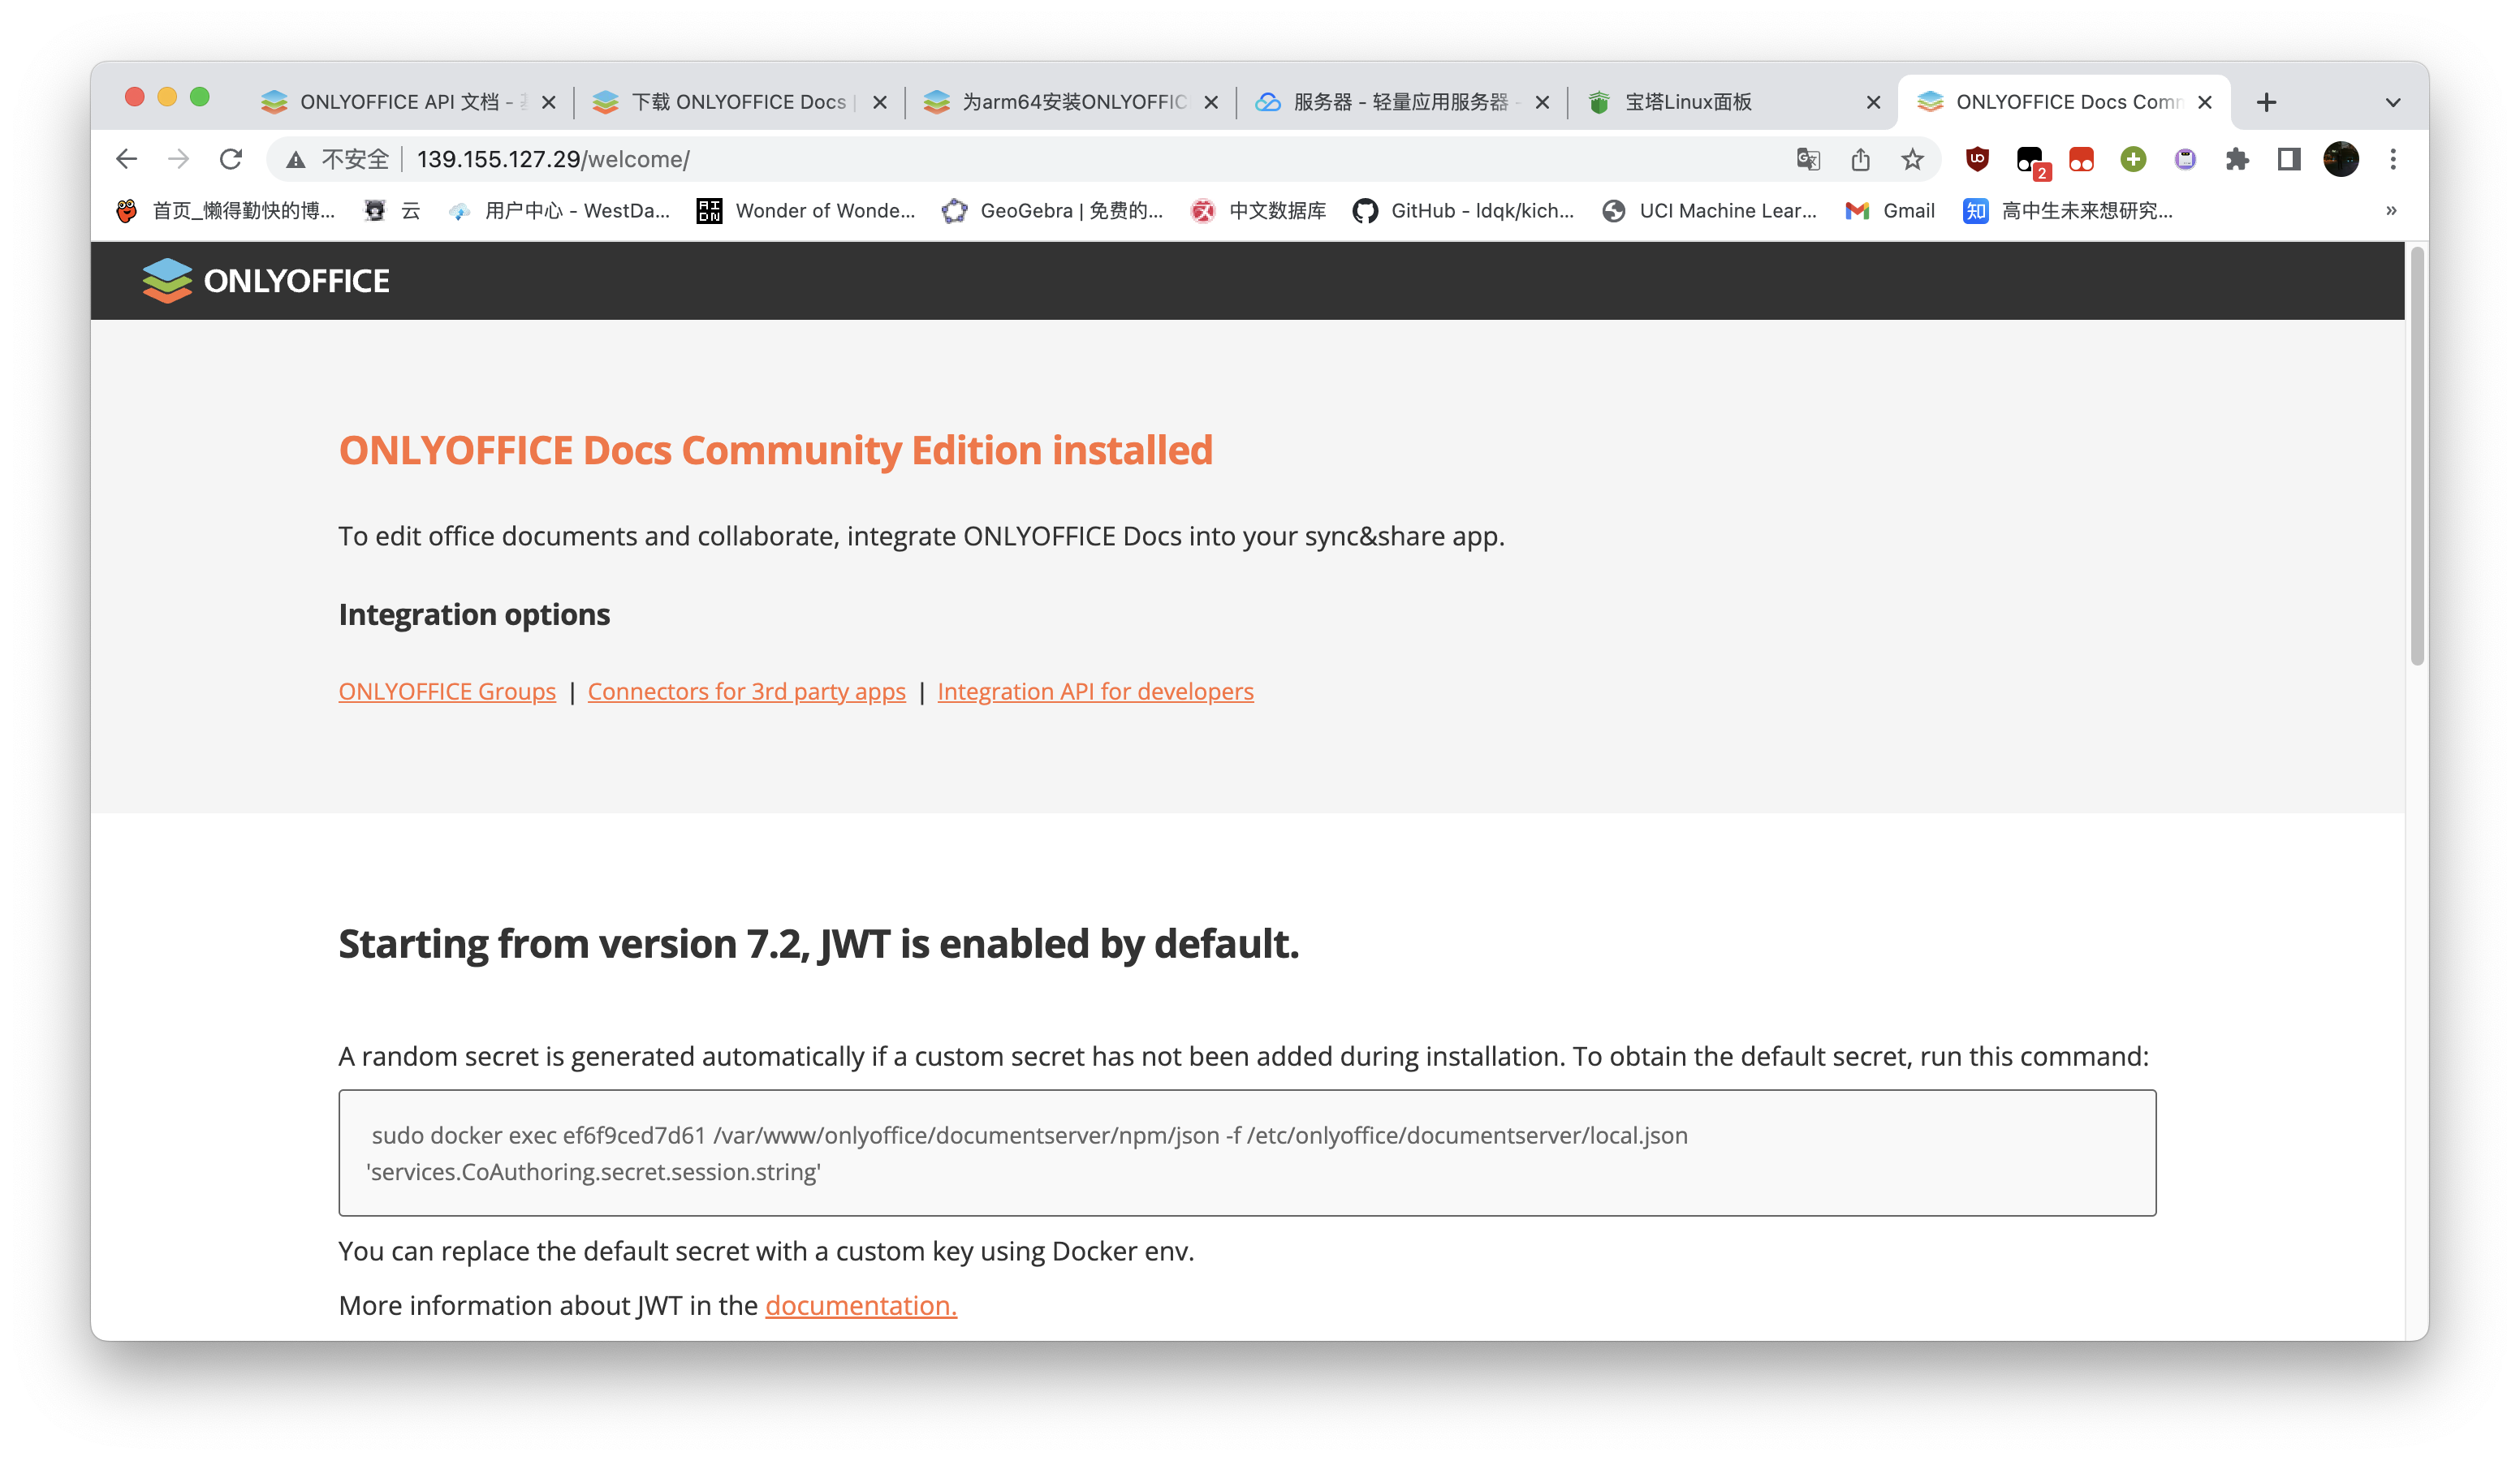 ONLYOFFICE API 文档 -
下载 ONLYOFFICE Docs |
为arm64安装ONLYOFFIC
服务器 - 轻量应用服务器 -
宝塔Linux面板
ONLYOFFICE Docs Comm
不安全
139.155.127.29/welcome/
2
首页_懒得勤快的博...
云
用户中心 - WestDa...
Wonder of Wonde...
GeoGebra | 免费的...
中文数据库
GitHub - ldqk/kich...
UCI Machine Lear...
Gmail
知
高中生未来想研究...
»
ONLYOFFICE
ONLYOFFICE Docs Community Edition installed
To edit office documents and collaborate, integrate ONLYOFFICE Docs into your sync&share app.
Integration options
ONLYOFFICE Groups | Connectors for 3rd party apps | Integration API for developers
Starting from version 7.2, JWT is enabled by default.
A random secret is generated automatically if a custom secret has not been added during installation. To obtain the default secret, run this command:
sudo docker exec ef6f9ced7d61 /var/www/onlyoffice/documentserver/npm/json -f /etc/onlyoffice/documentserver/local.json
'services.CoAuthoring.secret.session.string'
You can replace the default secret with a custom key using Docker env.
More information about JWT in the documentation.